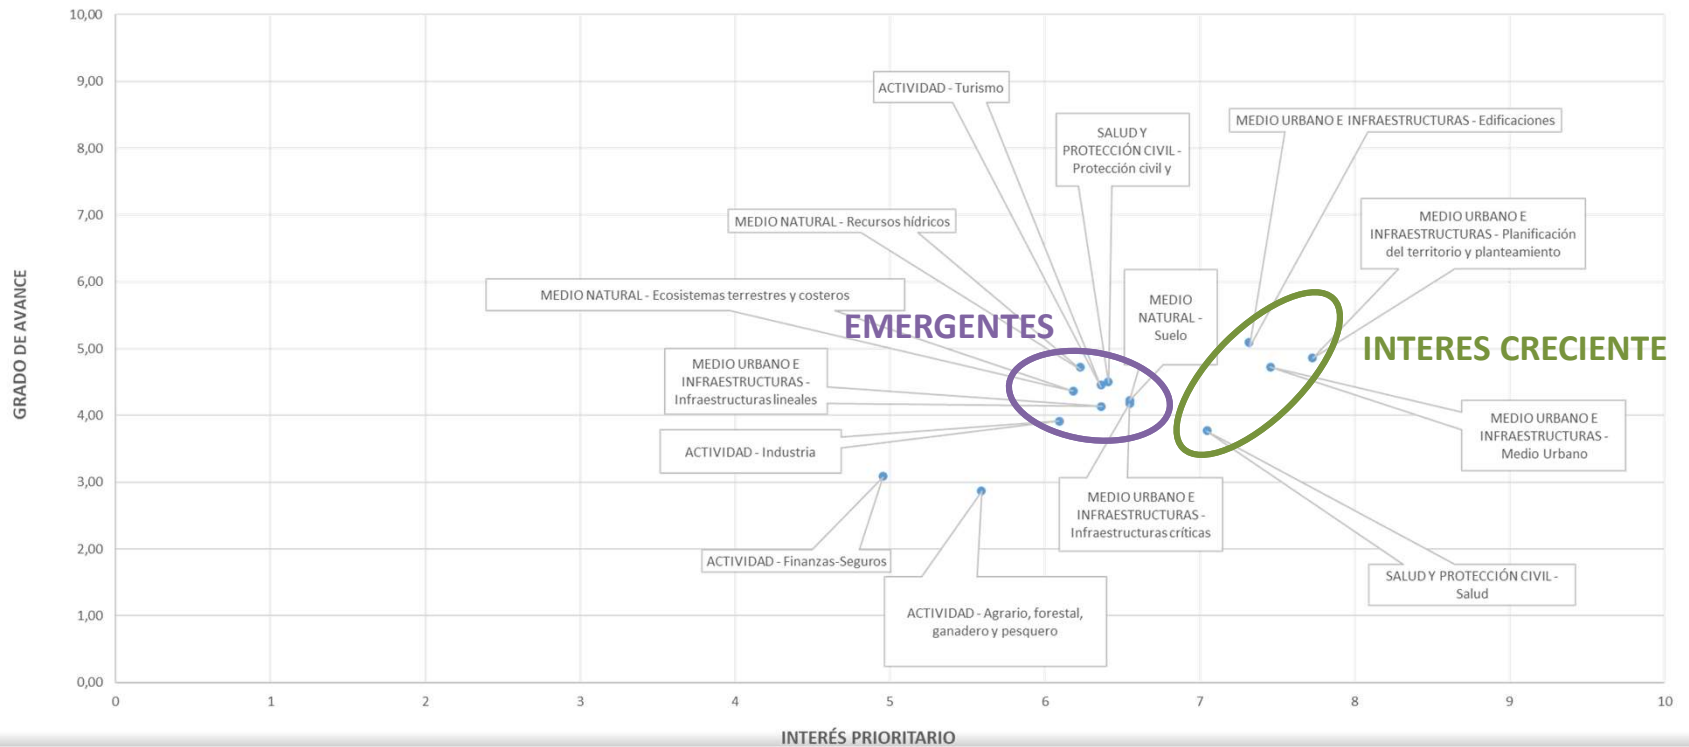 10,00
9,00
8,00
7,00
6,00
5,00
4,00
3,00
2,00
1,00
0,00
GRADO DE AVANCE
ACTIVIDAD - Turismo
SALUD Y
PROTECCIÓN CIVIL -
Protección civil y
MEDIO URBANO E INFRAESTRUCTURAS - Edificaciones
MEDIO NATURAL - Recursos hídricos
MEDIO URBANO E
INFRAESTRUCTURAS - Planificación
del territorio y planteamiento
MEDIO NATURAL - Ecosistemas terrestres y costeros
MEDIO
NATURAL -
Suelo
EMERGENTES
INTERES CRECIENTE
MEDIO URBANO E
INFRAESTRUCTURAS -
Infraestructuras lineales
MEDIO URBANO E
INFRAESTRUCTURAS -
Medio Urbano
ACTIVIDAD - Industria
MEDIO URBANO E
INFRAESTRUCTURAS -
Infraestructuras críticas
ACTIVIDAD - Finanzas-Seguros
SALUD Y PROTECCIÓN CIVIL -
Salud
ACTIVIDAD - Agrario, forestal,
ganadero y pesquero
0 1 2 3 4 5 6 7 8 9 10
INTERÉS PRIORITARIO